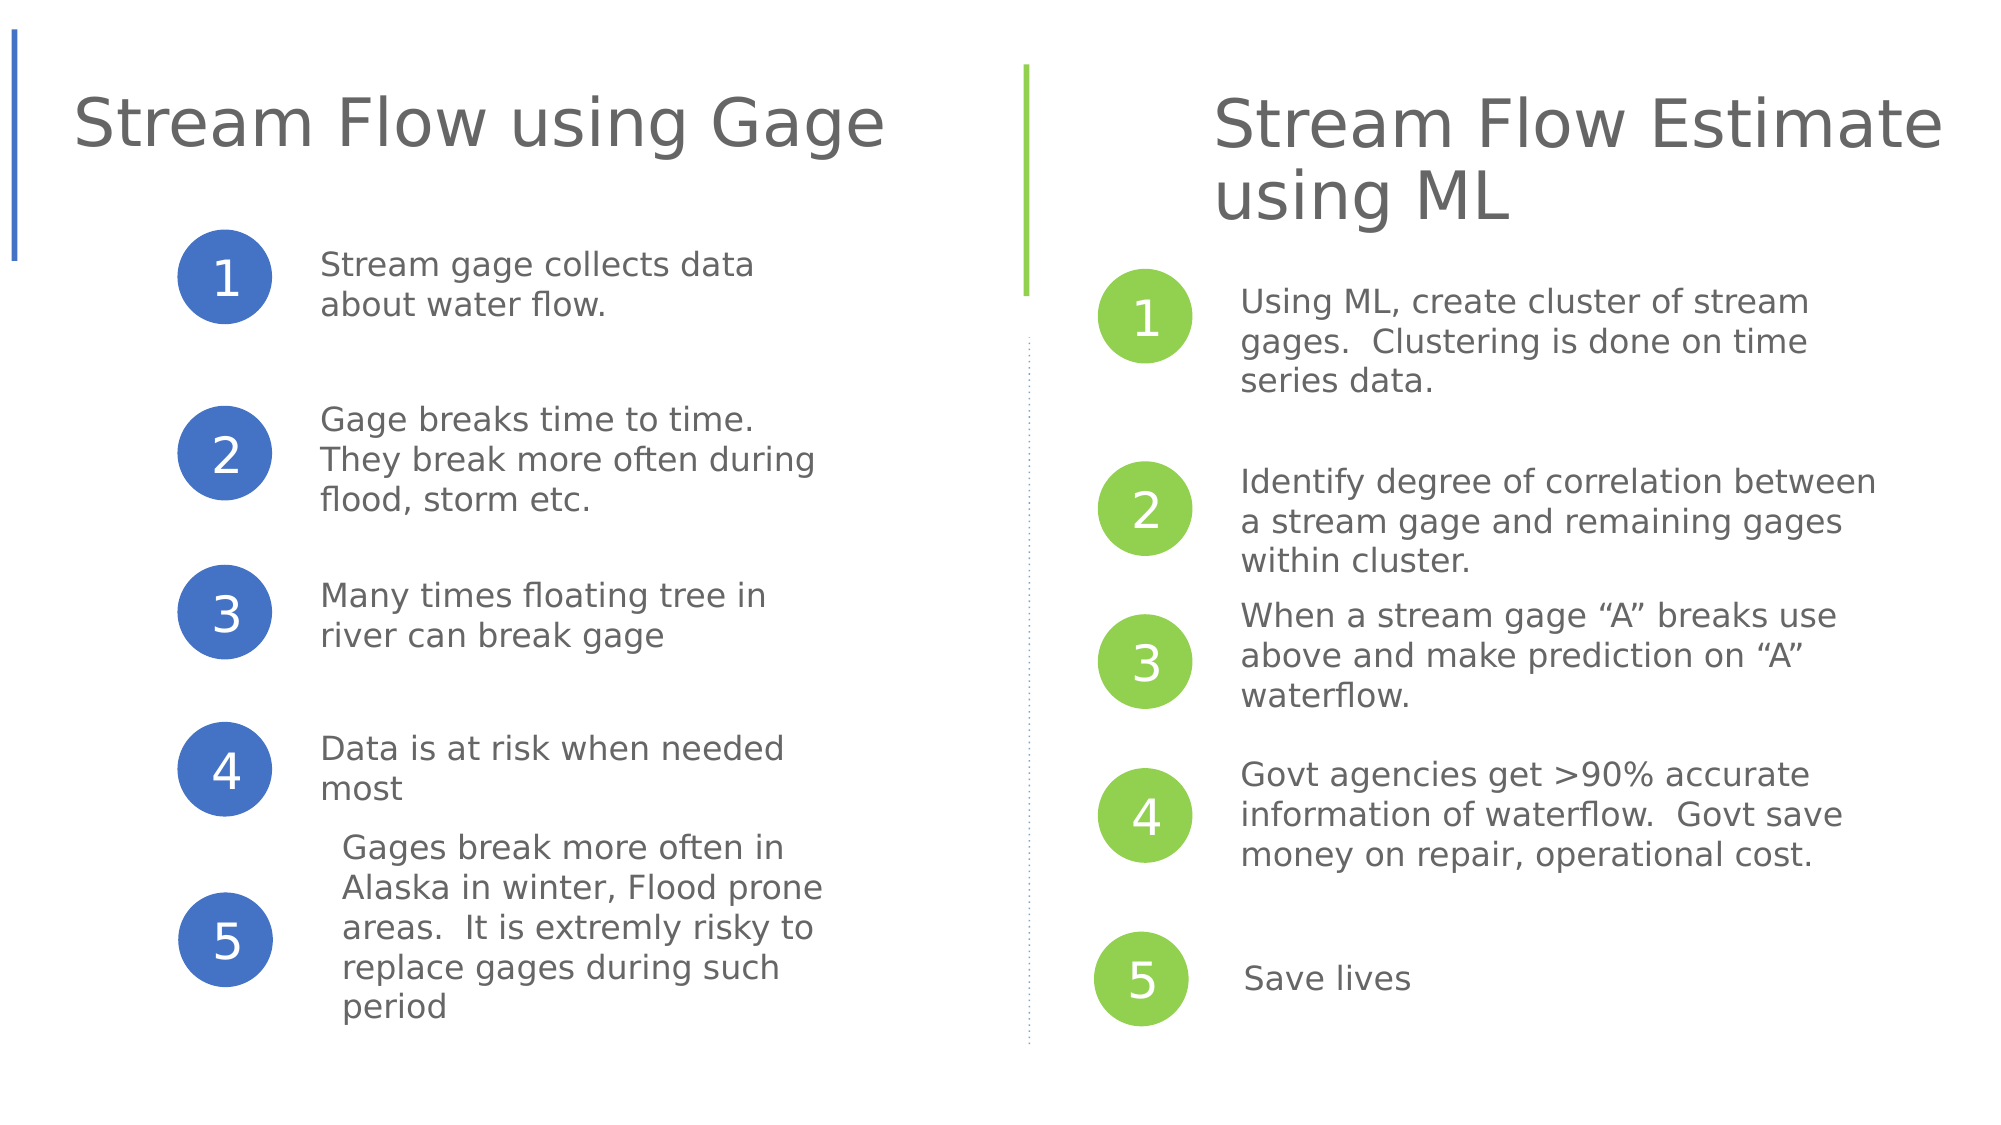 Stream Flow using Gage
1
Stream gage collects data
about water flow.
2
Gage breaks time to time.
They break more often during
flood, storm etc.
3
Many times floating tree in
river can break gage
4
Data is at risk when needed
most
5
Gages break more often in
Alaska in winter, Flood prone
areas.  It is extremly risky to
replace gages during such
period
Stream Flow Estimate
using ML
1
Using ML, create cluster of stream
gages.  Clustering is done on time
series data.
2
Identify degree of correlation between
a stream gage and remaining gages
within cluster.
3
When a stream gage “A” breaks use
above and make prediction on “A”
waterflow.
4
Govt agencies get >90% accurate
information of waterflow.  Govt save
money on repair, operational cost.
5
Save lives